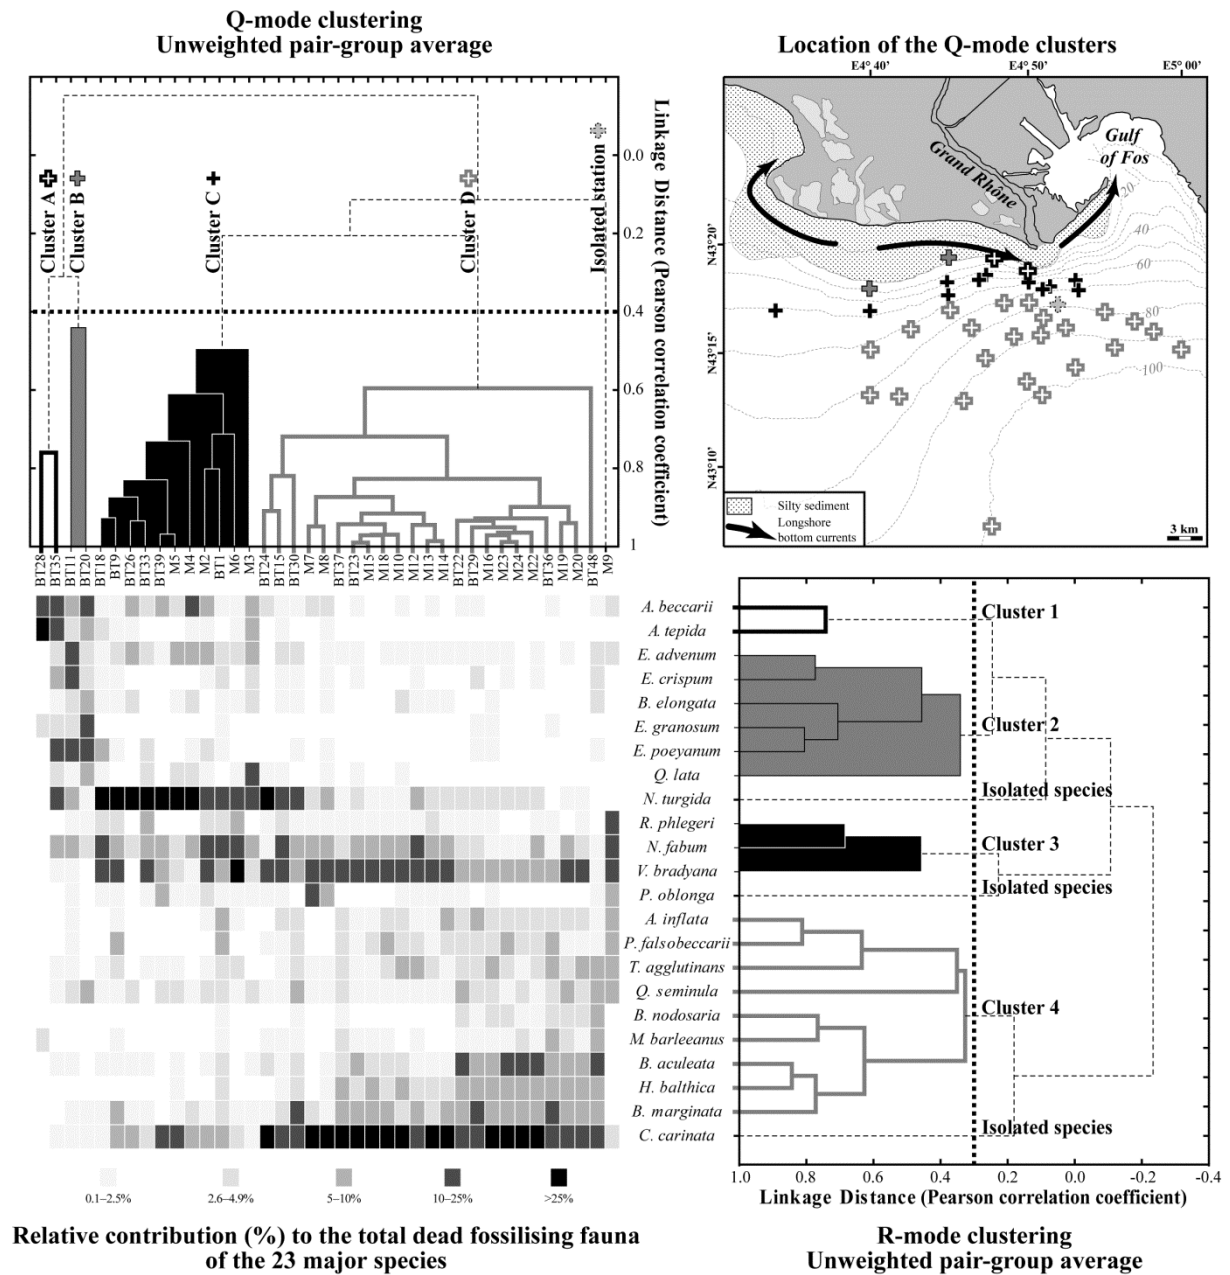 Q-mode clustering
Unweighted pair-group average
Linkage Distance (Pearson correlation coefficient)
0.0
0.2
0.4
0.6
0.8
1
Cluster A
Cluster B
Cluster C
Cluster D
Isolated station
BT28
BT35
BT11
BT20
BT18
BT9
BT26
BT33
BT39
M5
M4
M2
BT1
M6
M3
BT24
BT15
BT30
M7
M8
BT37
BT23
M15
M18
M10
M12
M13
M14
BT22
BT29
M16
M23
M24
M22
BT36
M19
M20
BT48
M9
Location of the Q-mode clusters
E4° 40'
E4° 50'
E5° 00'
N43°20'
N43°15'
N43°10'
Grand Rhône
Gulf
of Fos
20
40
60
80
100
Silty sediment
Longshore
bottom currents
3 km
A. beccarii
A. tepida
E. advenum
E. crispum
B. elongata
E. granosum
E. poeyanum
Q. lata
N. turgida
R. phlegeri
N. fabum
V. bradyana
P. oblonga
A. inflata
P. falsobeccarii
T. agglutinans
Q. seminula
B. nodosaria
M. barleeanus
B. aculeata
H. balthica
B. marginata
C. carinata
0.1–2.5%
2.6–4.9%
5–10%
10–25%
>25%
Relative contribution (%) to the total dead fossilising fauna
of the 23 major species
Cluster 1
Cluster 2
Isolated species
Cluster 3
Isolated species
Cluster 4
Isolated species
1.0
0.8
0.6
0.4
0.2
0.0
-0.2
-0.4
Linkage Distance (Pearson correlation coefficient)
R-mode clustering
Unweighted pair-group average